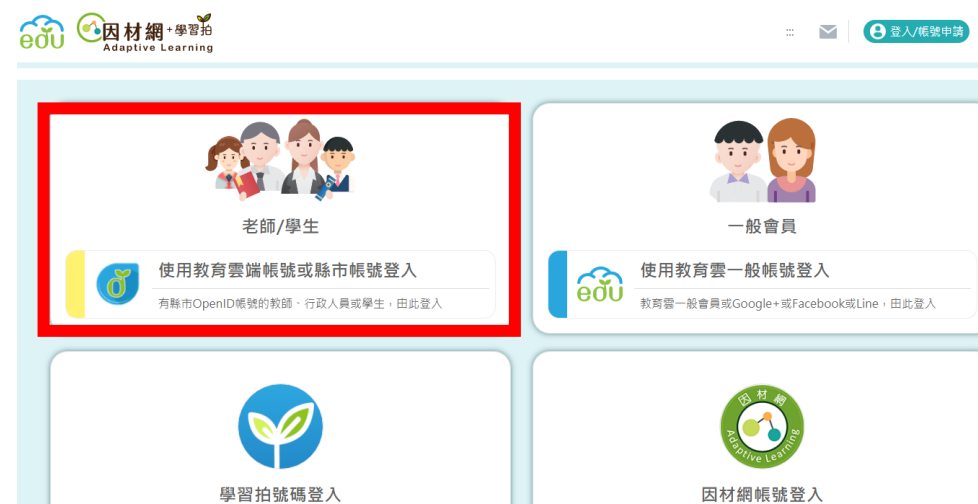 edu
因材網+學習拍
Adaptive Learning
登入/帳號申請
老師/學生
使用教育雲端帳號或縣市帳號登入
有縣市OpenID帳號的教師、行政人員或學生，由此登入
一般會員
edu
使用教育雲一般帳號登入
教育雲一般會員或Google+或Facebook或Line，由此登入
學習拍號碼登入
因材網
Adaptive Learning
因材網帳號登入